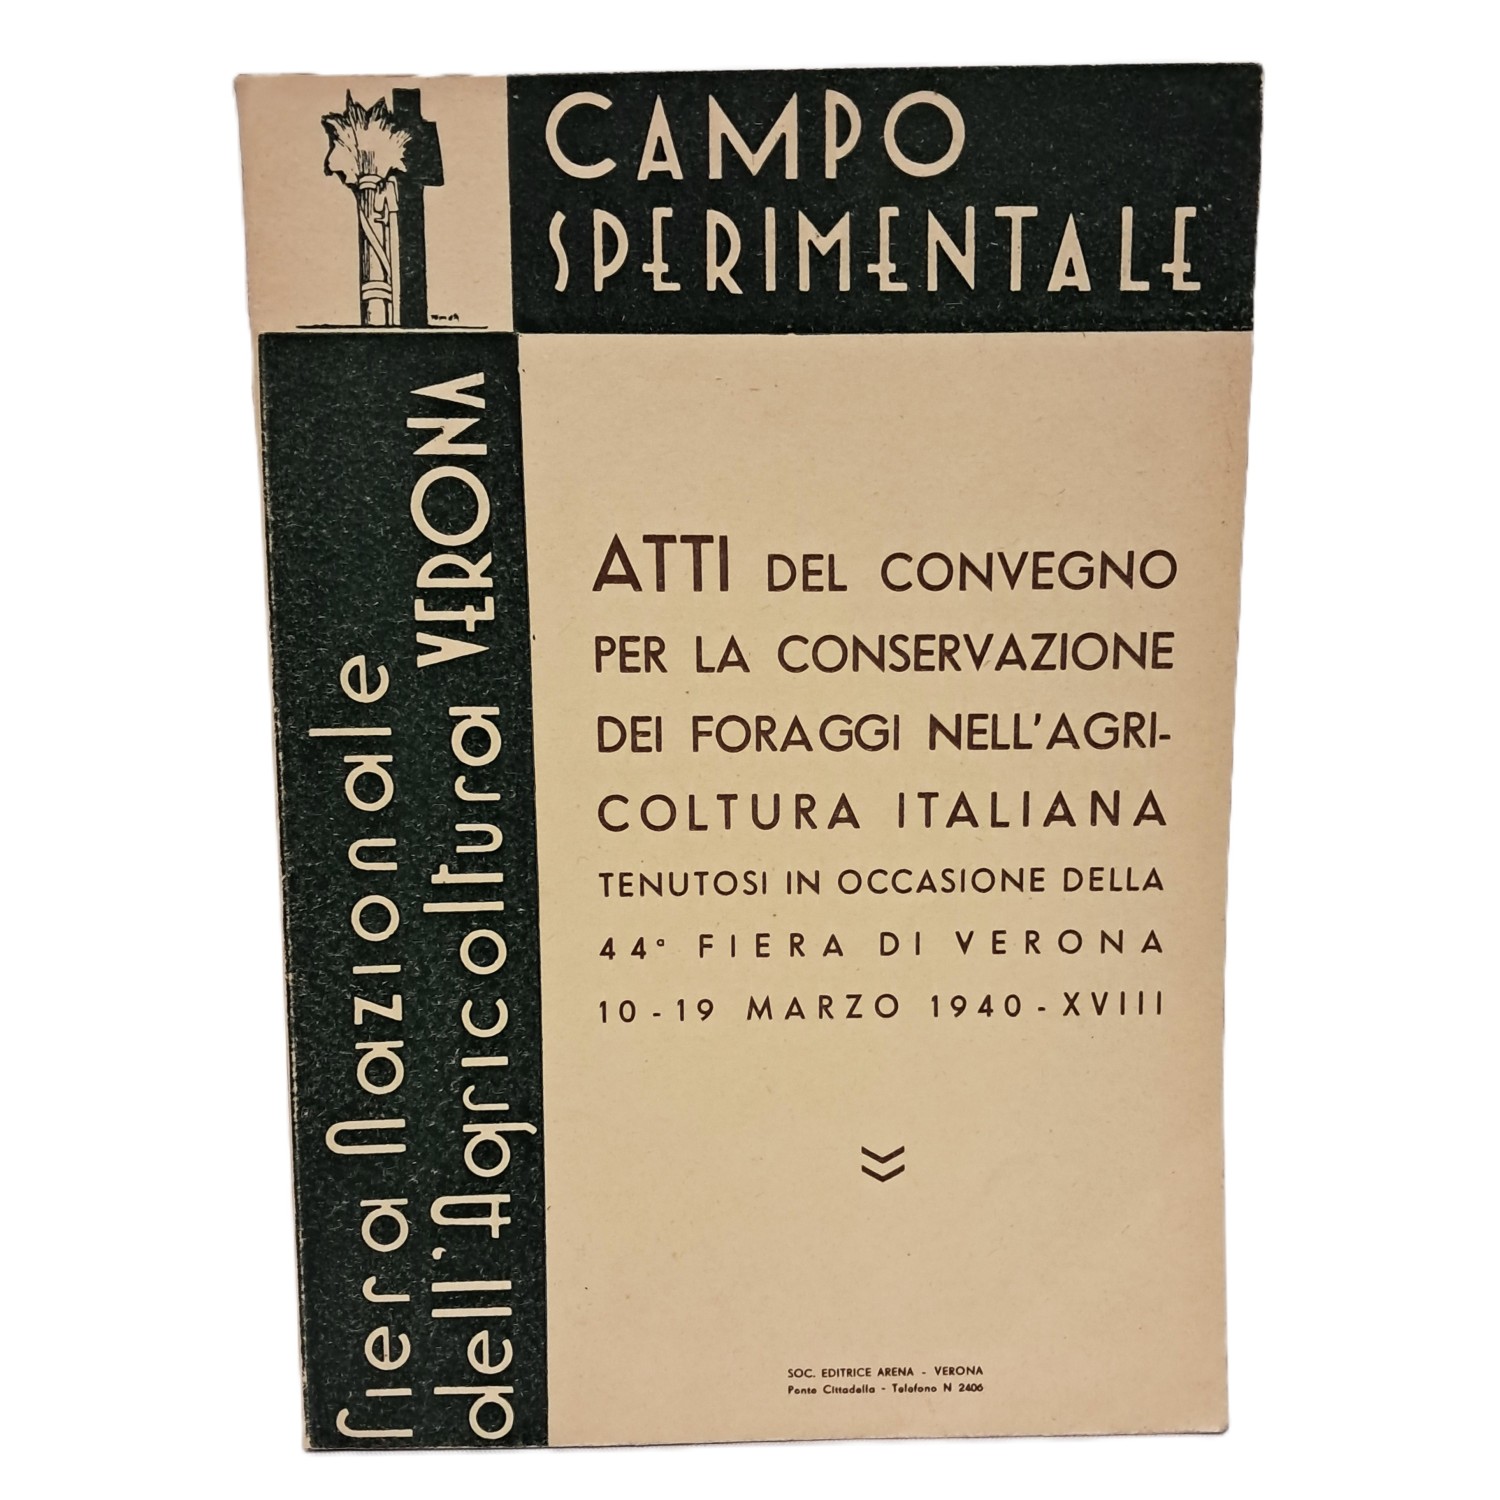 CAMPO
SPERIMENTALE
fiera Nazionale
dell'Agricoltura VERONA
ATTI DEL CONVEGNO
PER LA CONSERVAZIONE
DEI FORAGGI NELL'AGRI-
COLTURA ITALIANA
TENUTOSI IN OCCASIONE DELLA
44ª FIERA DI VERONA
10-19 MARZO 1940-XVIII
SOC. EDITRICE ARENA - VERONA
Ponte Cittadella - Telefono N 2406